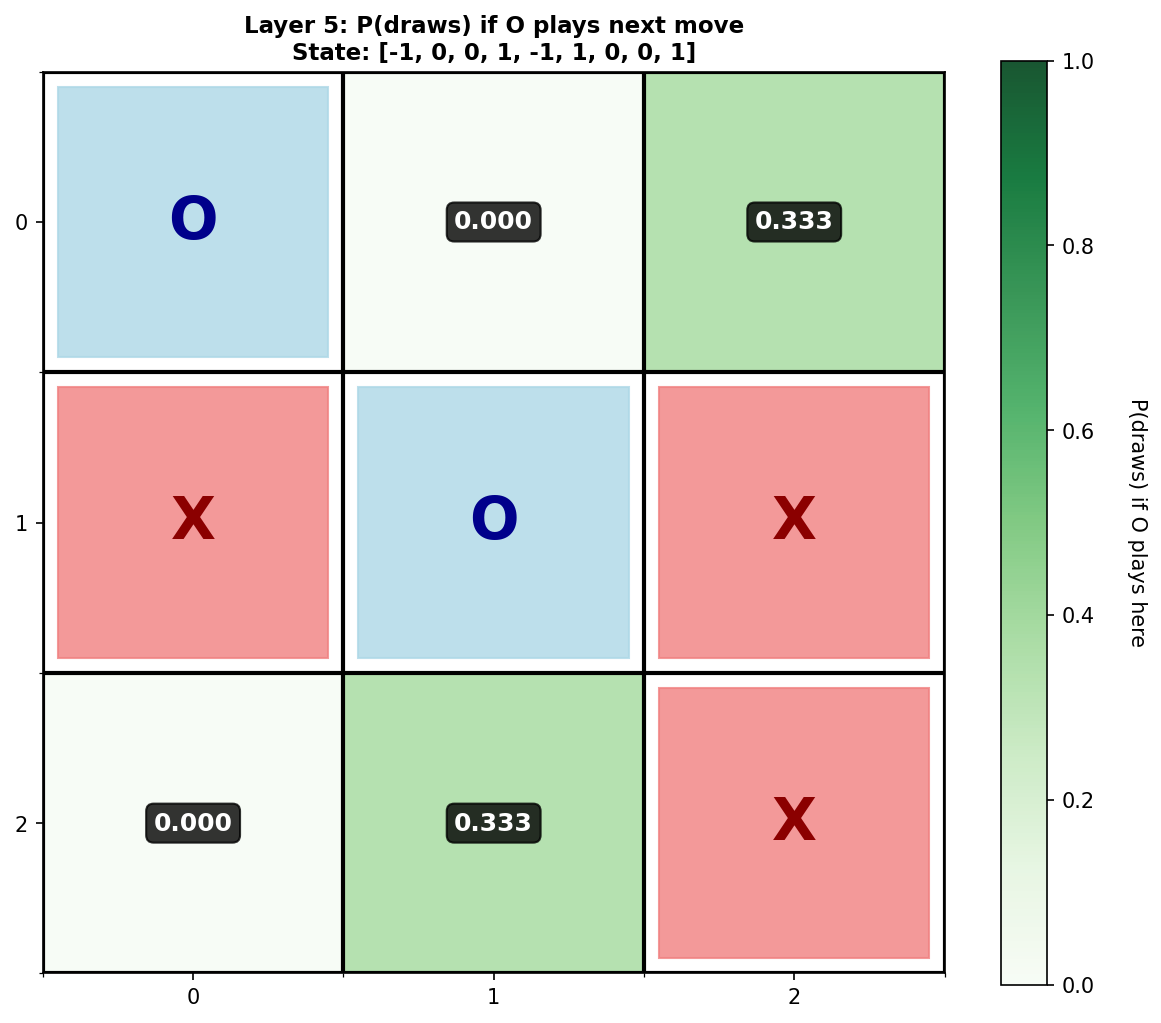 Layer 5: P(draws) if O plays next move
State: [-1, 0, 0, 1, -1, 1, 0, 0, 1]
1.0
0.8
0.6
0.4
0.2
0.0
P(draws) if O plays here
0
O
0.000
0.333
1
X
O
X
2
0.000
0.333
X
0
1
2